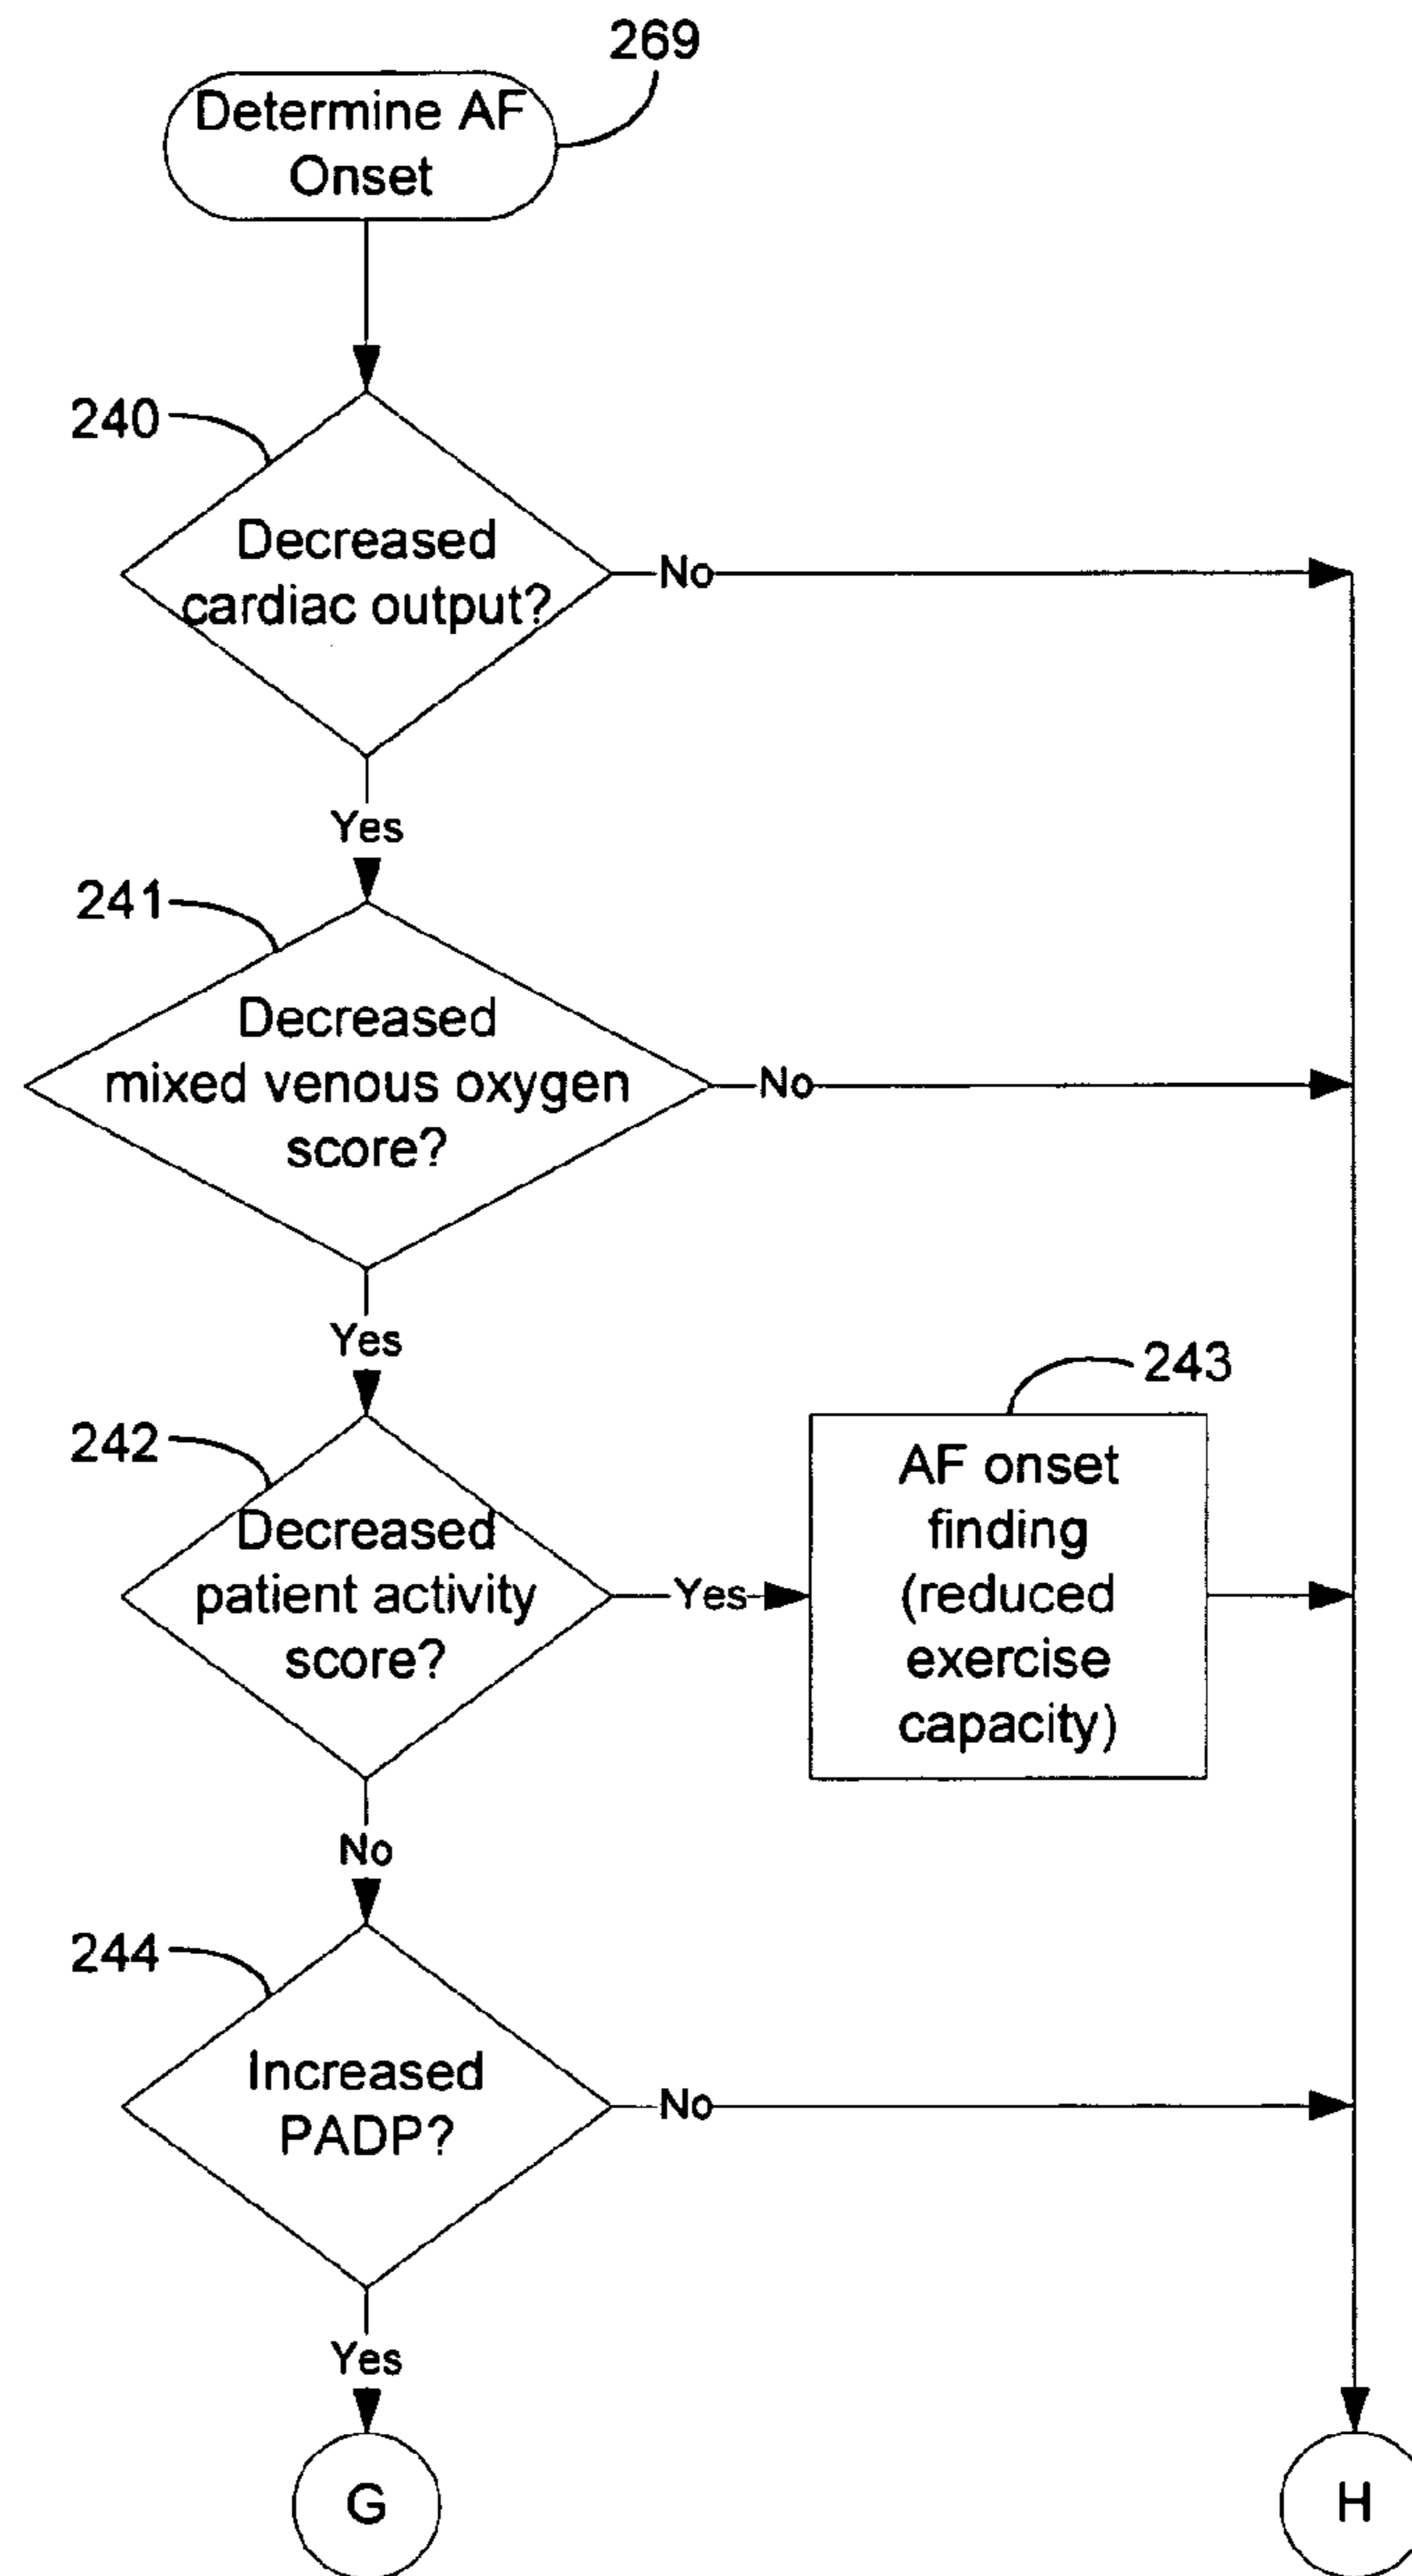 269
Determine AF
Onset
240
Decreased
cardiac output?
No
Yes
241
Decreased
mixed venous oxygen
score?
No
Yes
242
Decreased
patient activity
score?
Yes
243
AF onset
finding
(reduced
exercise
capacity)
No
244
Increased
PADP?
No
Yes
G
H